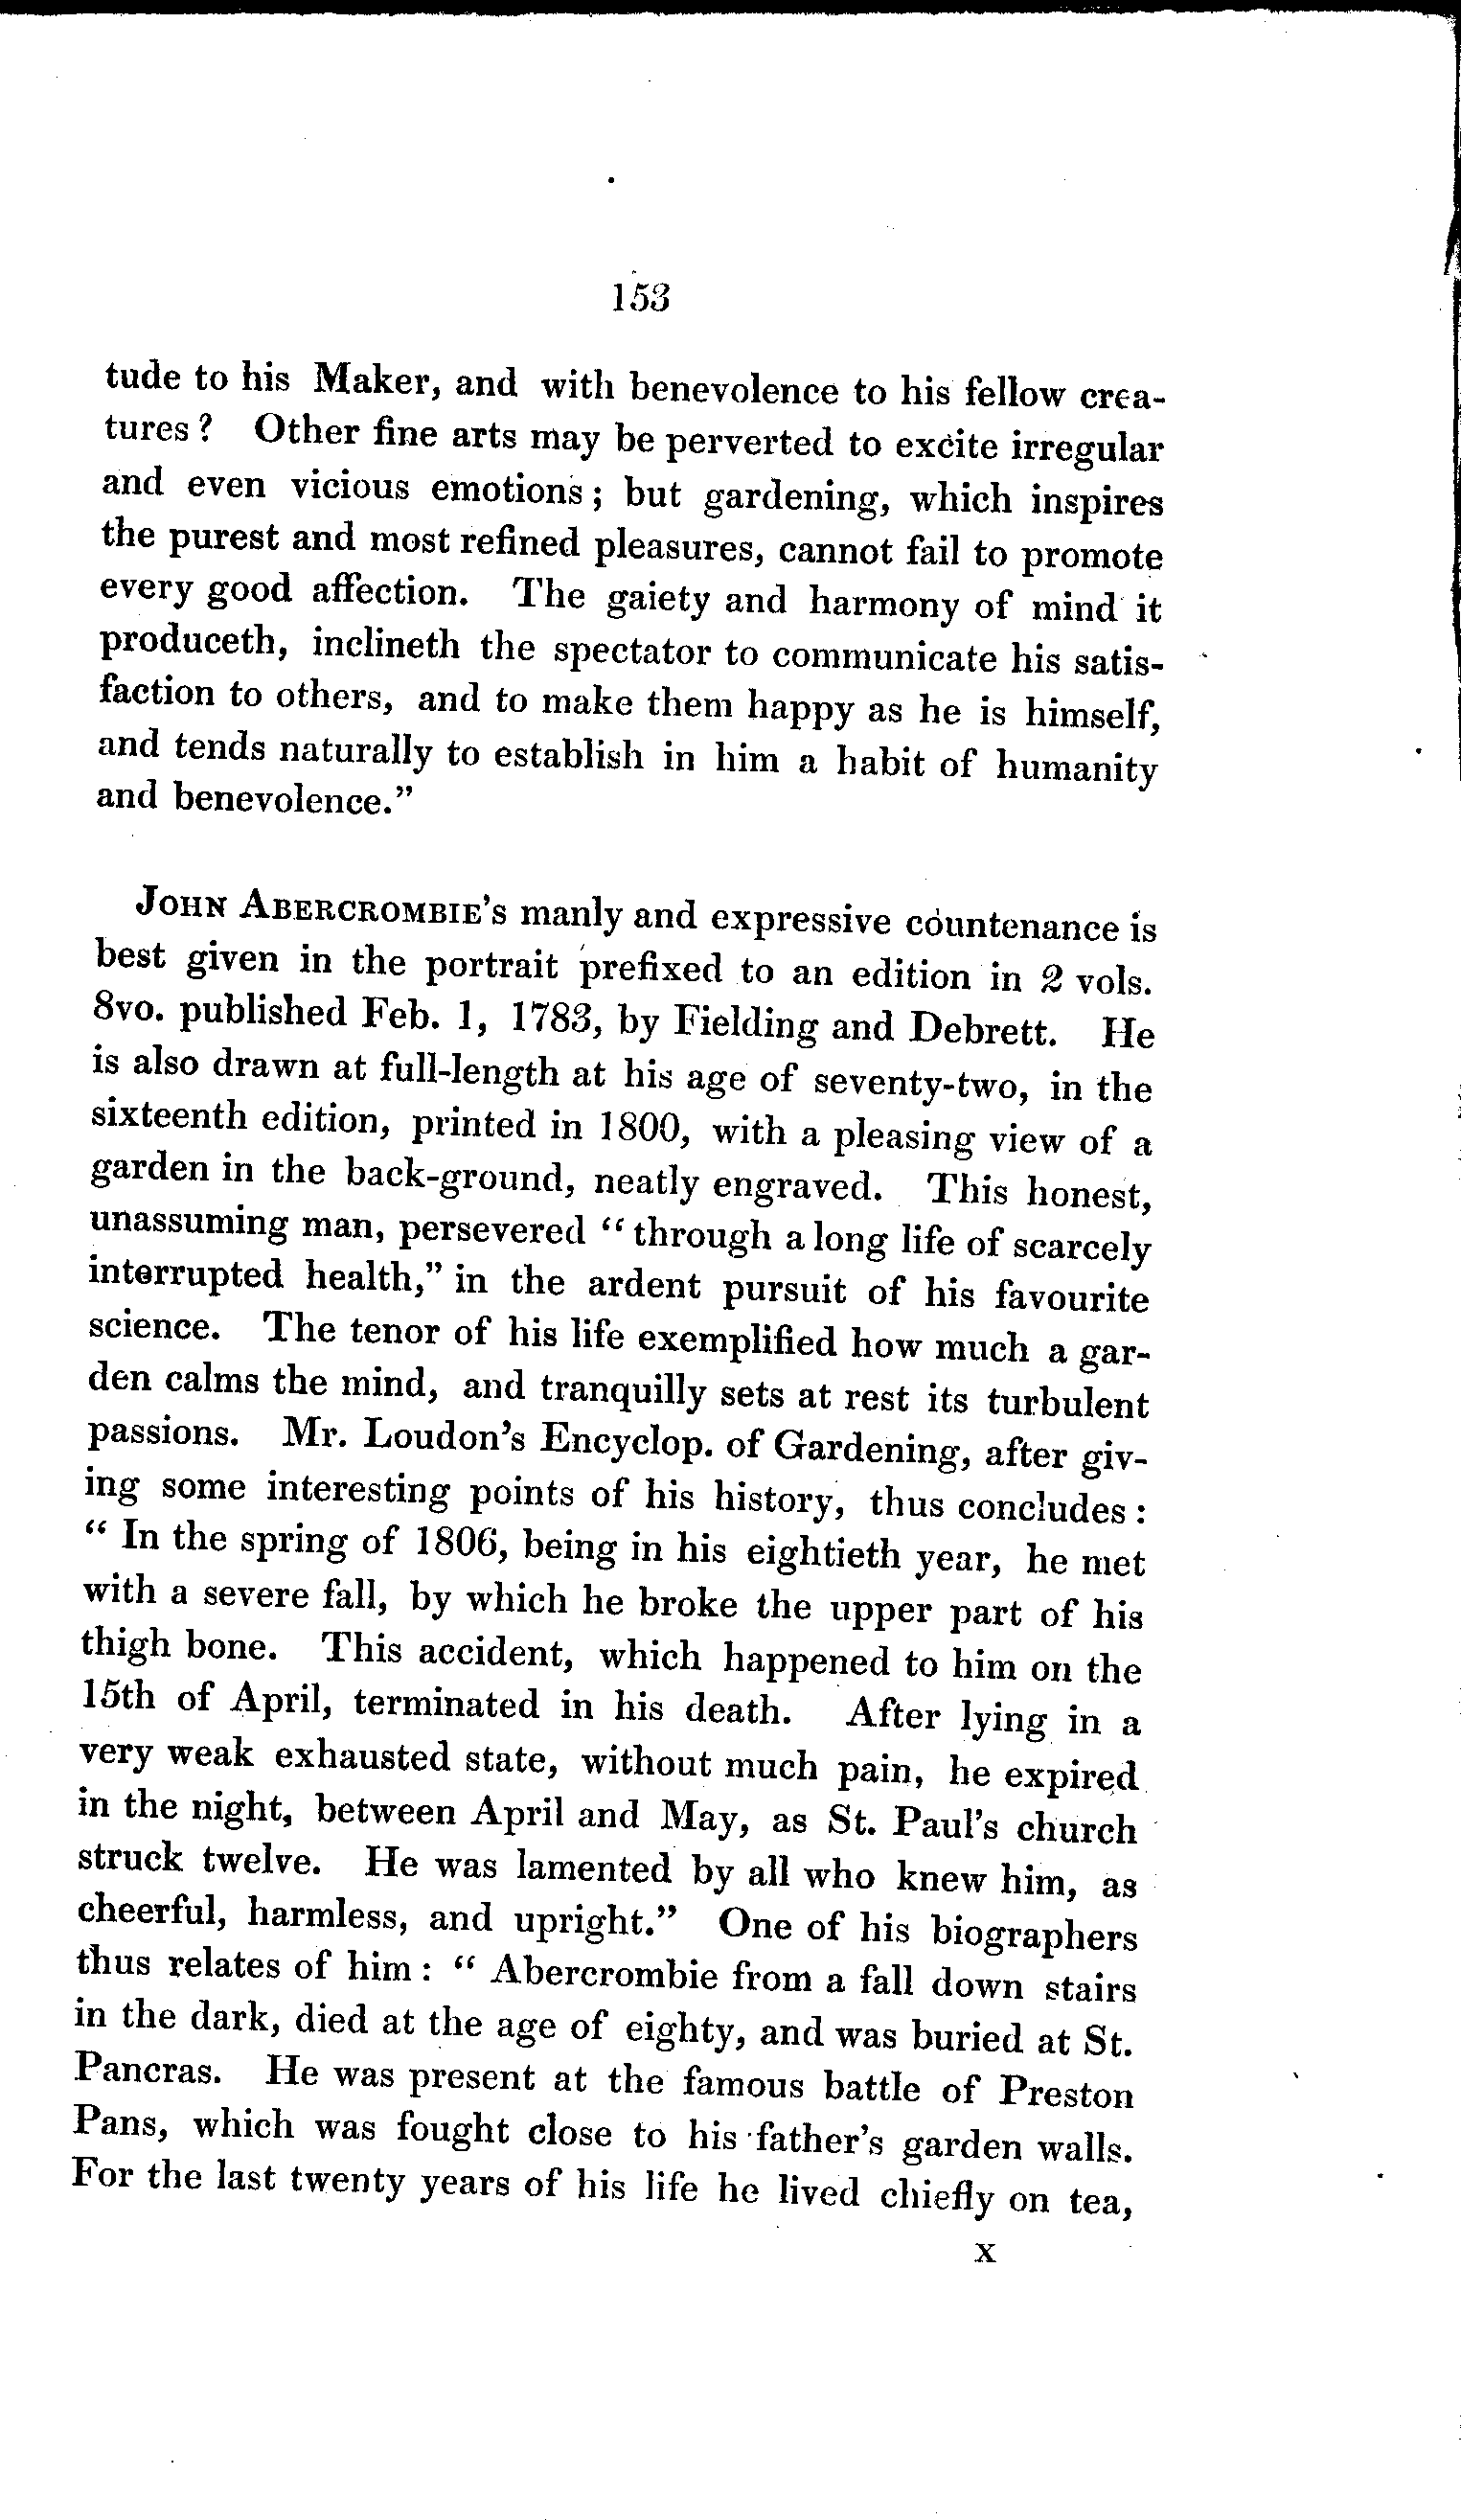 153
tude to his Maker, and with benevolence to his fellow crea-
tures? Other fine arts may be perverted to excite irregular
and even vicious emotions; but gardening, which inspires
the purest and most refined pleasures, cannot fail to promote
every good affection. The gaiety and harmony of mind it
produceth, inclineth the spectator to communicate his satis-
faction to others, and to make them happy as he is himself,
and tends naturally to establish in him a habit of humanity
and benevolence.”
JOHN ABERCROMBIE’S manly and expressive countenance is
best given in the portrait prefixed to an edition in 2 vols.
8vo. published Feb. 1, 1783, by Fielding and Debrett. He
is also drawn at full-length at his age of seventy-two, in the
sixteenth edition, printed in 1800, with a pleasing view of a
garden in the back-ground, neatly engraved. This honest,
unassuming man, persevered “through a long life of scarcely
interrupted health,” in the ardent pursuit of his favourite
science. The tenor of his life exemplified how much a gar-
den calms the mind, and tranquilly sets at rest its turbulent
passions. Mr. Loudon’s Encyclop. of Gardening, after giv-
ing some interesting points of his history, thus concludes:
“In the spring of 1806, being in his eightieth year, he met
with a severe fall, by which he broke the upper part of his
thigh bone. This accident, which happened to him on the
15th of April, terminated in his death. After lying in a
very weak exhausted state, without much pain, he expired
in the night, between April and May, as St. Paul’s church
struck twelve. He was lamented by all who knew him, as
cheerful, harmless, and upright.” One of his biographers
thus relates of him: “Abercrombie from a fall down stairs
in the dark, died at the age of eighty, and was buried at St.
Pancras. He was present at the famous battle of Preston
Pans, which was fought close to his father’s garden walls.
For the last twenty years of his life he lived chiefly on tea,
X